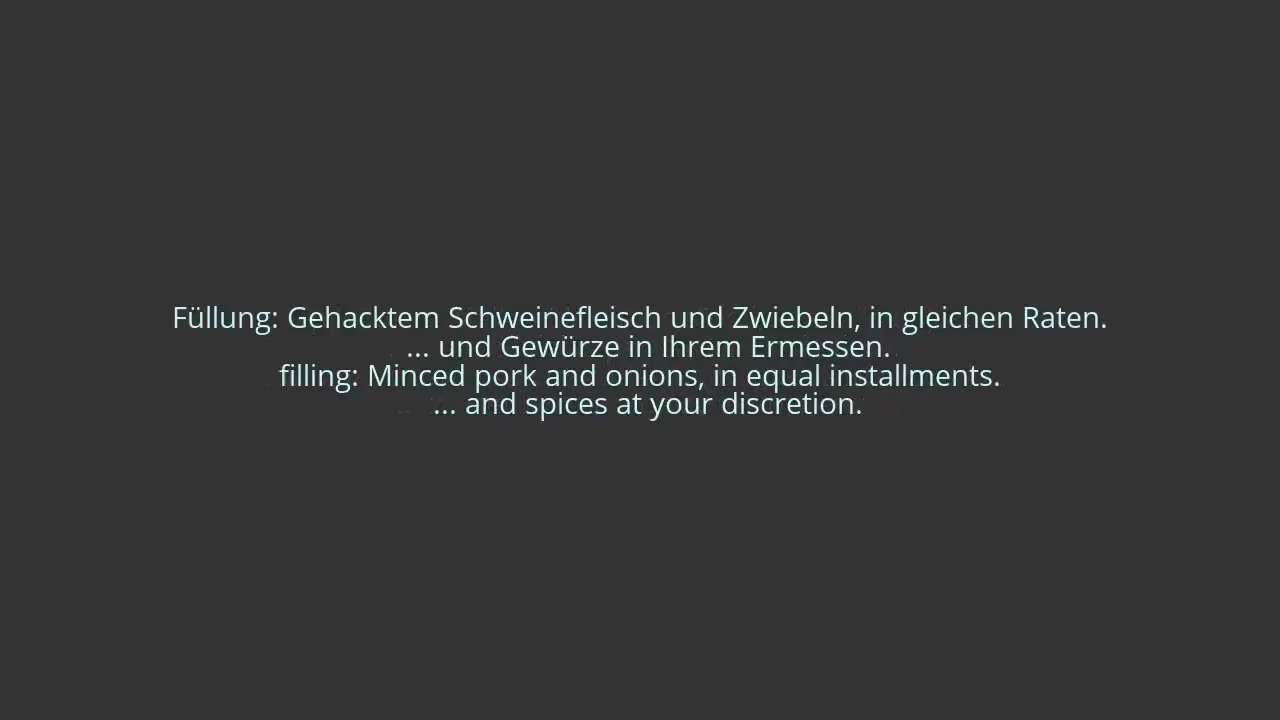 Füllung: Gehacktem Schweinefleisch und Zwiebeln, in gleichen Raten.
... und Gewürze in Ihrem Ermessen.
filling: Minced pork and onions, in equal installments.
... and spices at your discretion.